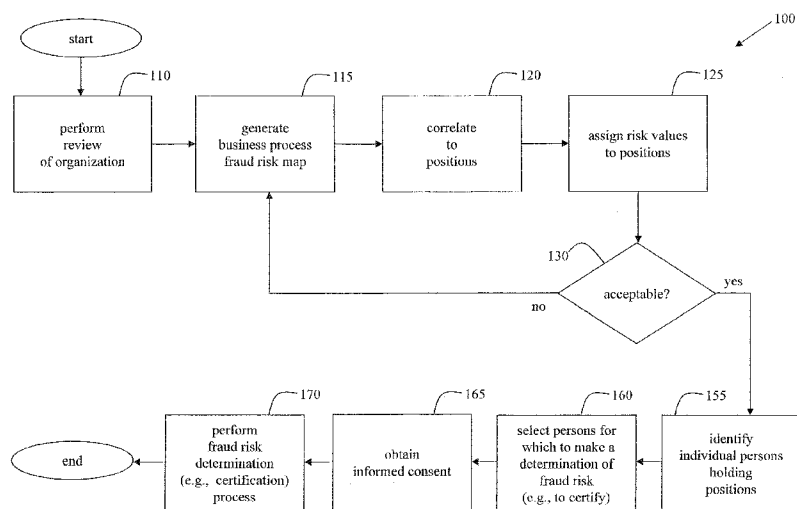 start
100
110
perform
review
of organization
115
generate
business process
fraud risk map
120
correlate
to
positions
125
assign risk values
to positions
130
acceptable?
no
yes
155
identify
individual persons
holding
positions
160
select persons for
which to make a
determination of
fraud risk
(e.g., to certify)
165
obtain
informed consent
170
perform
fraud risk
determination
(e.g., certification)
process
end